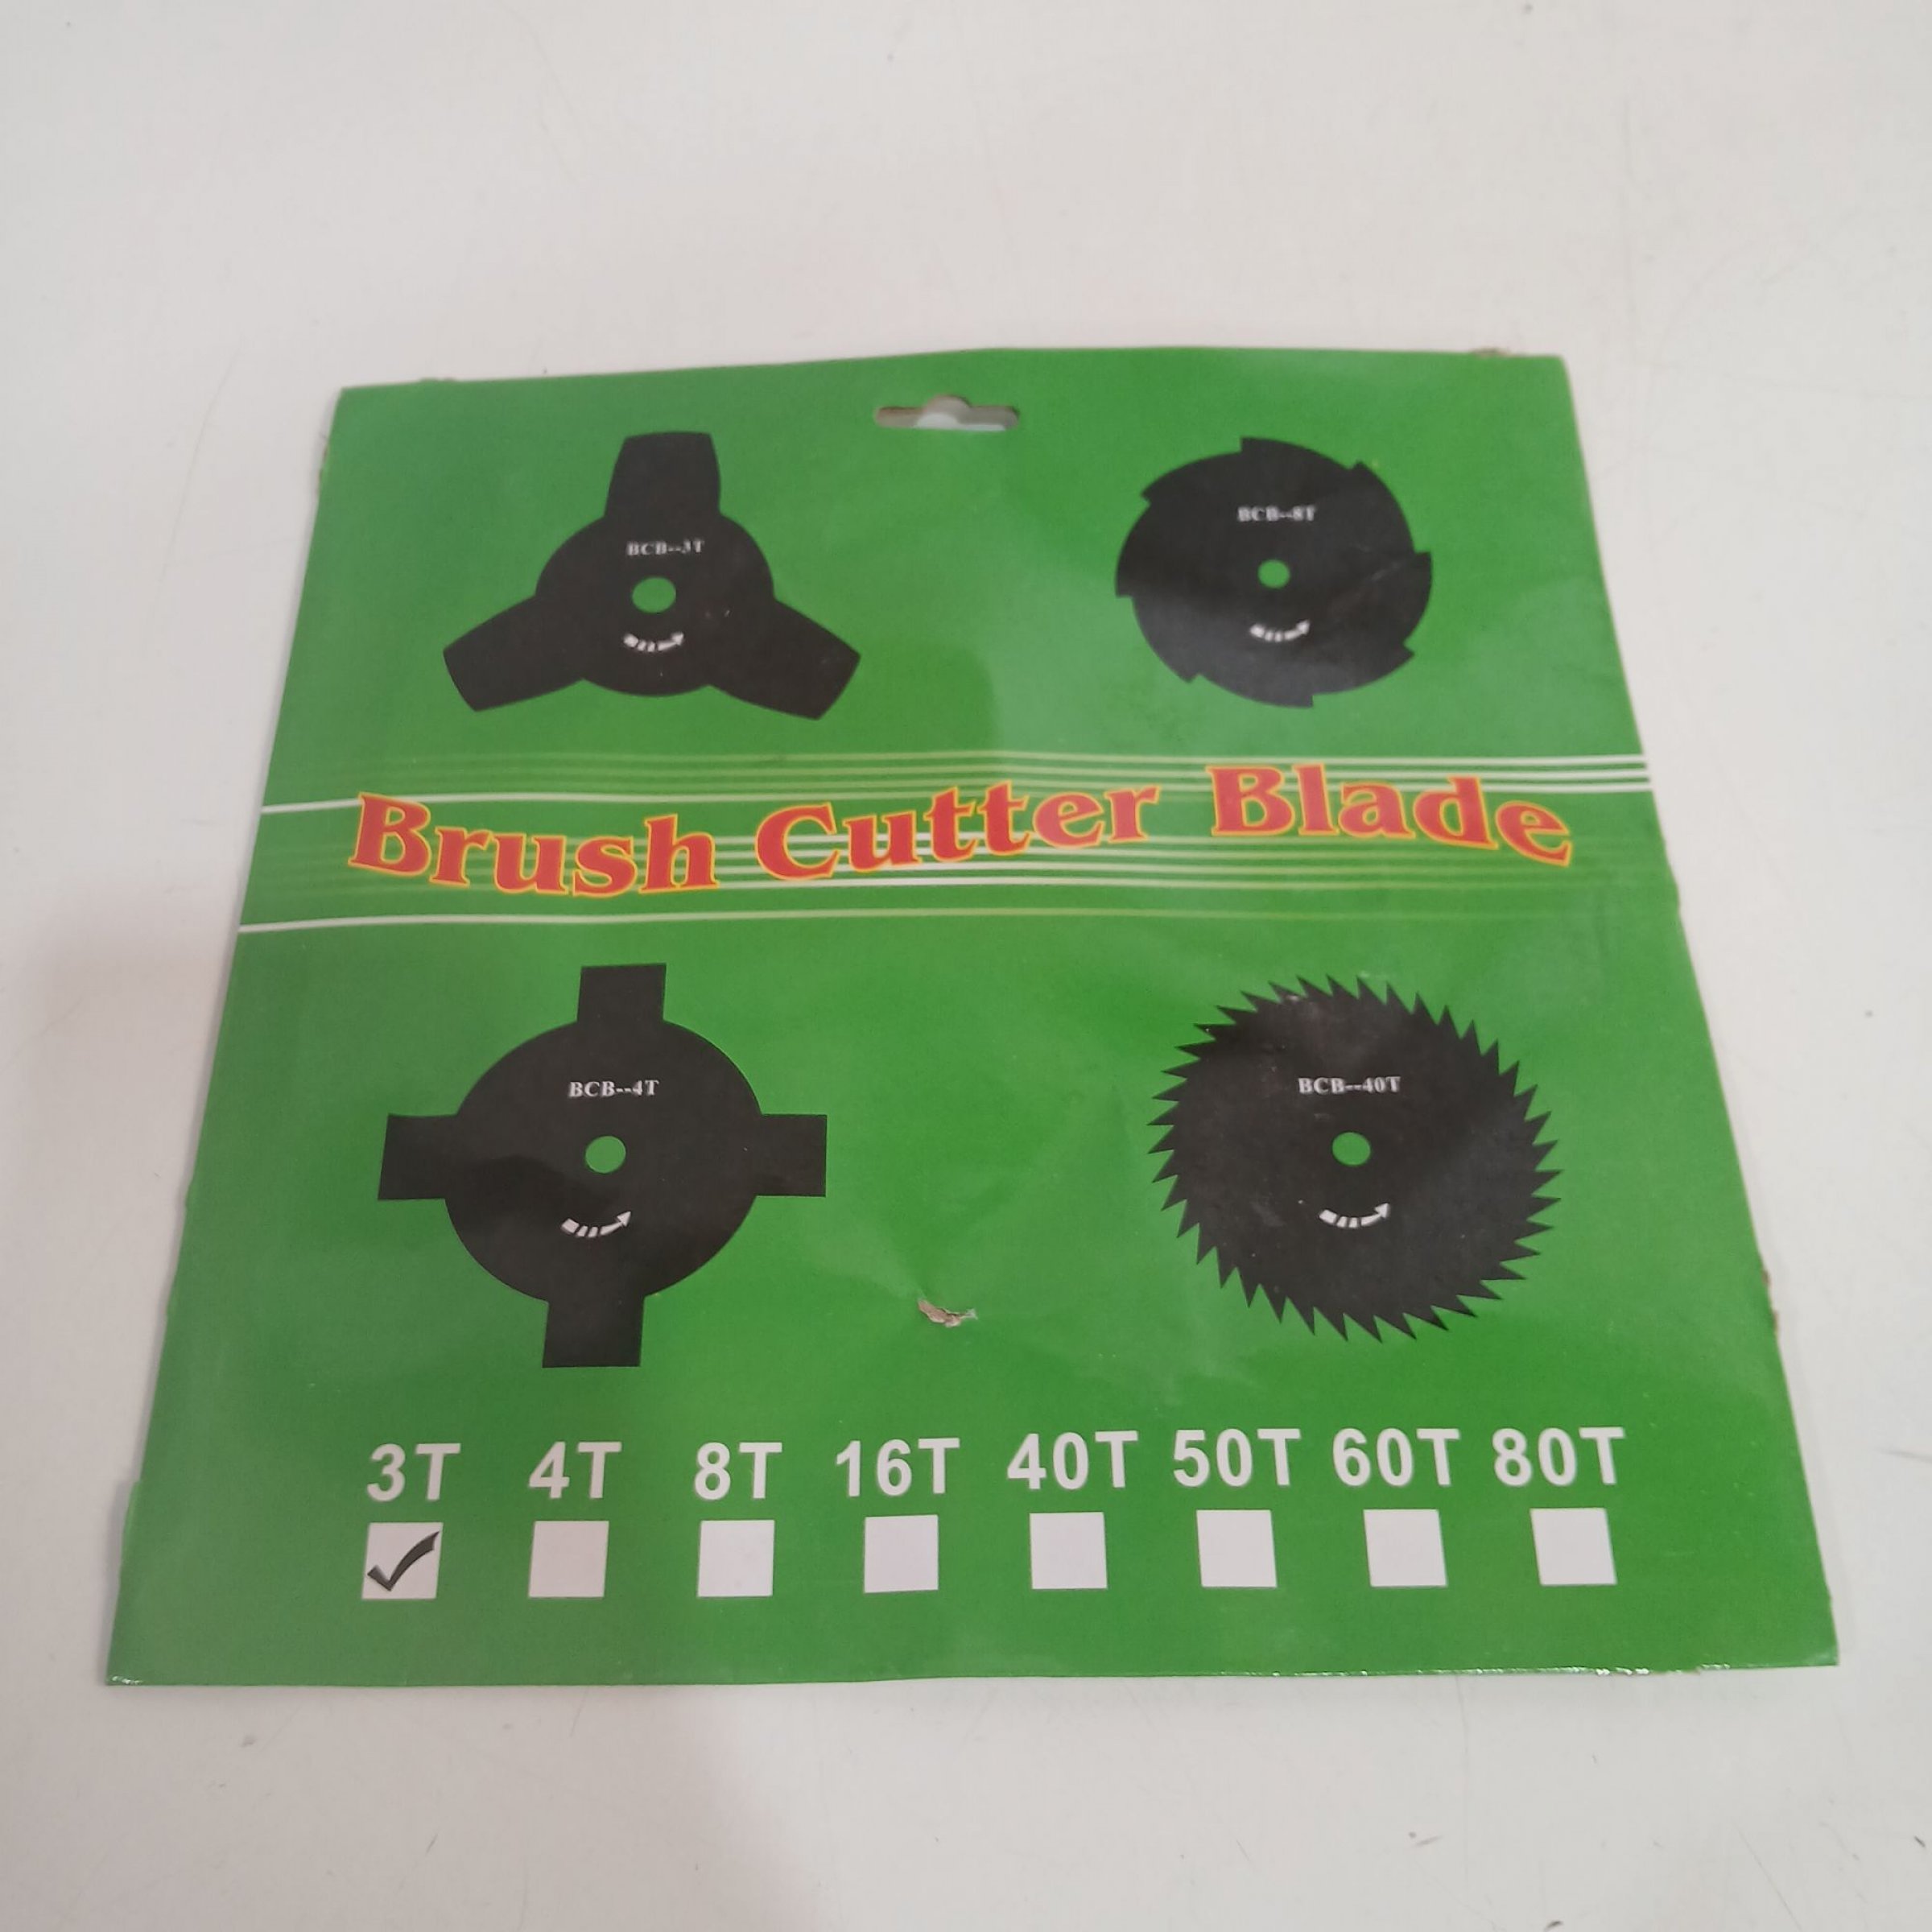 BCB--3T
BCB--8T
Brush Cutter Blade
BCB--4T
BCB--40T
3T 4T 8T 16T 40T 50T 60T 80T